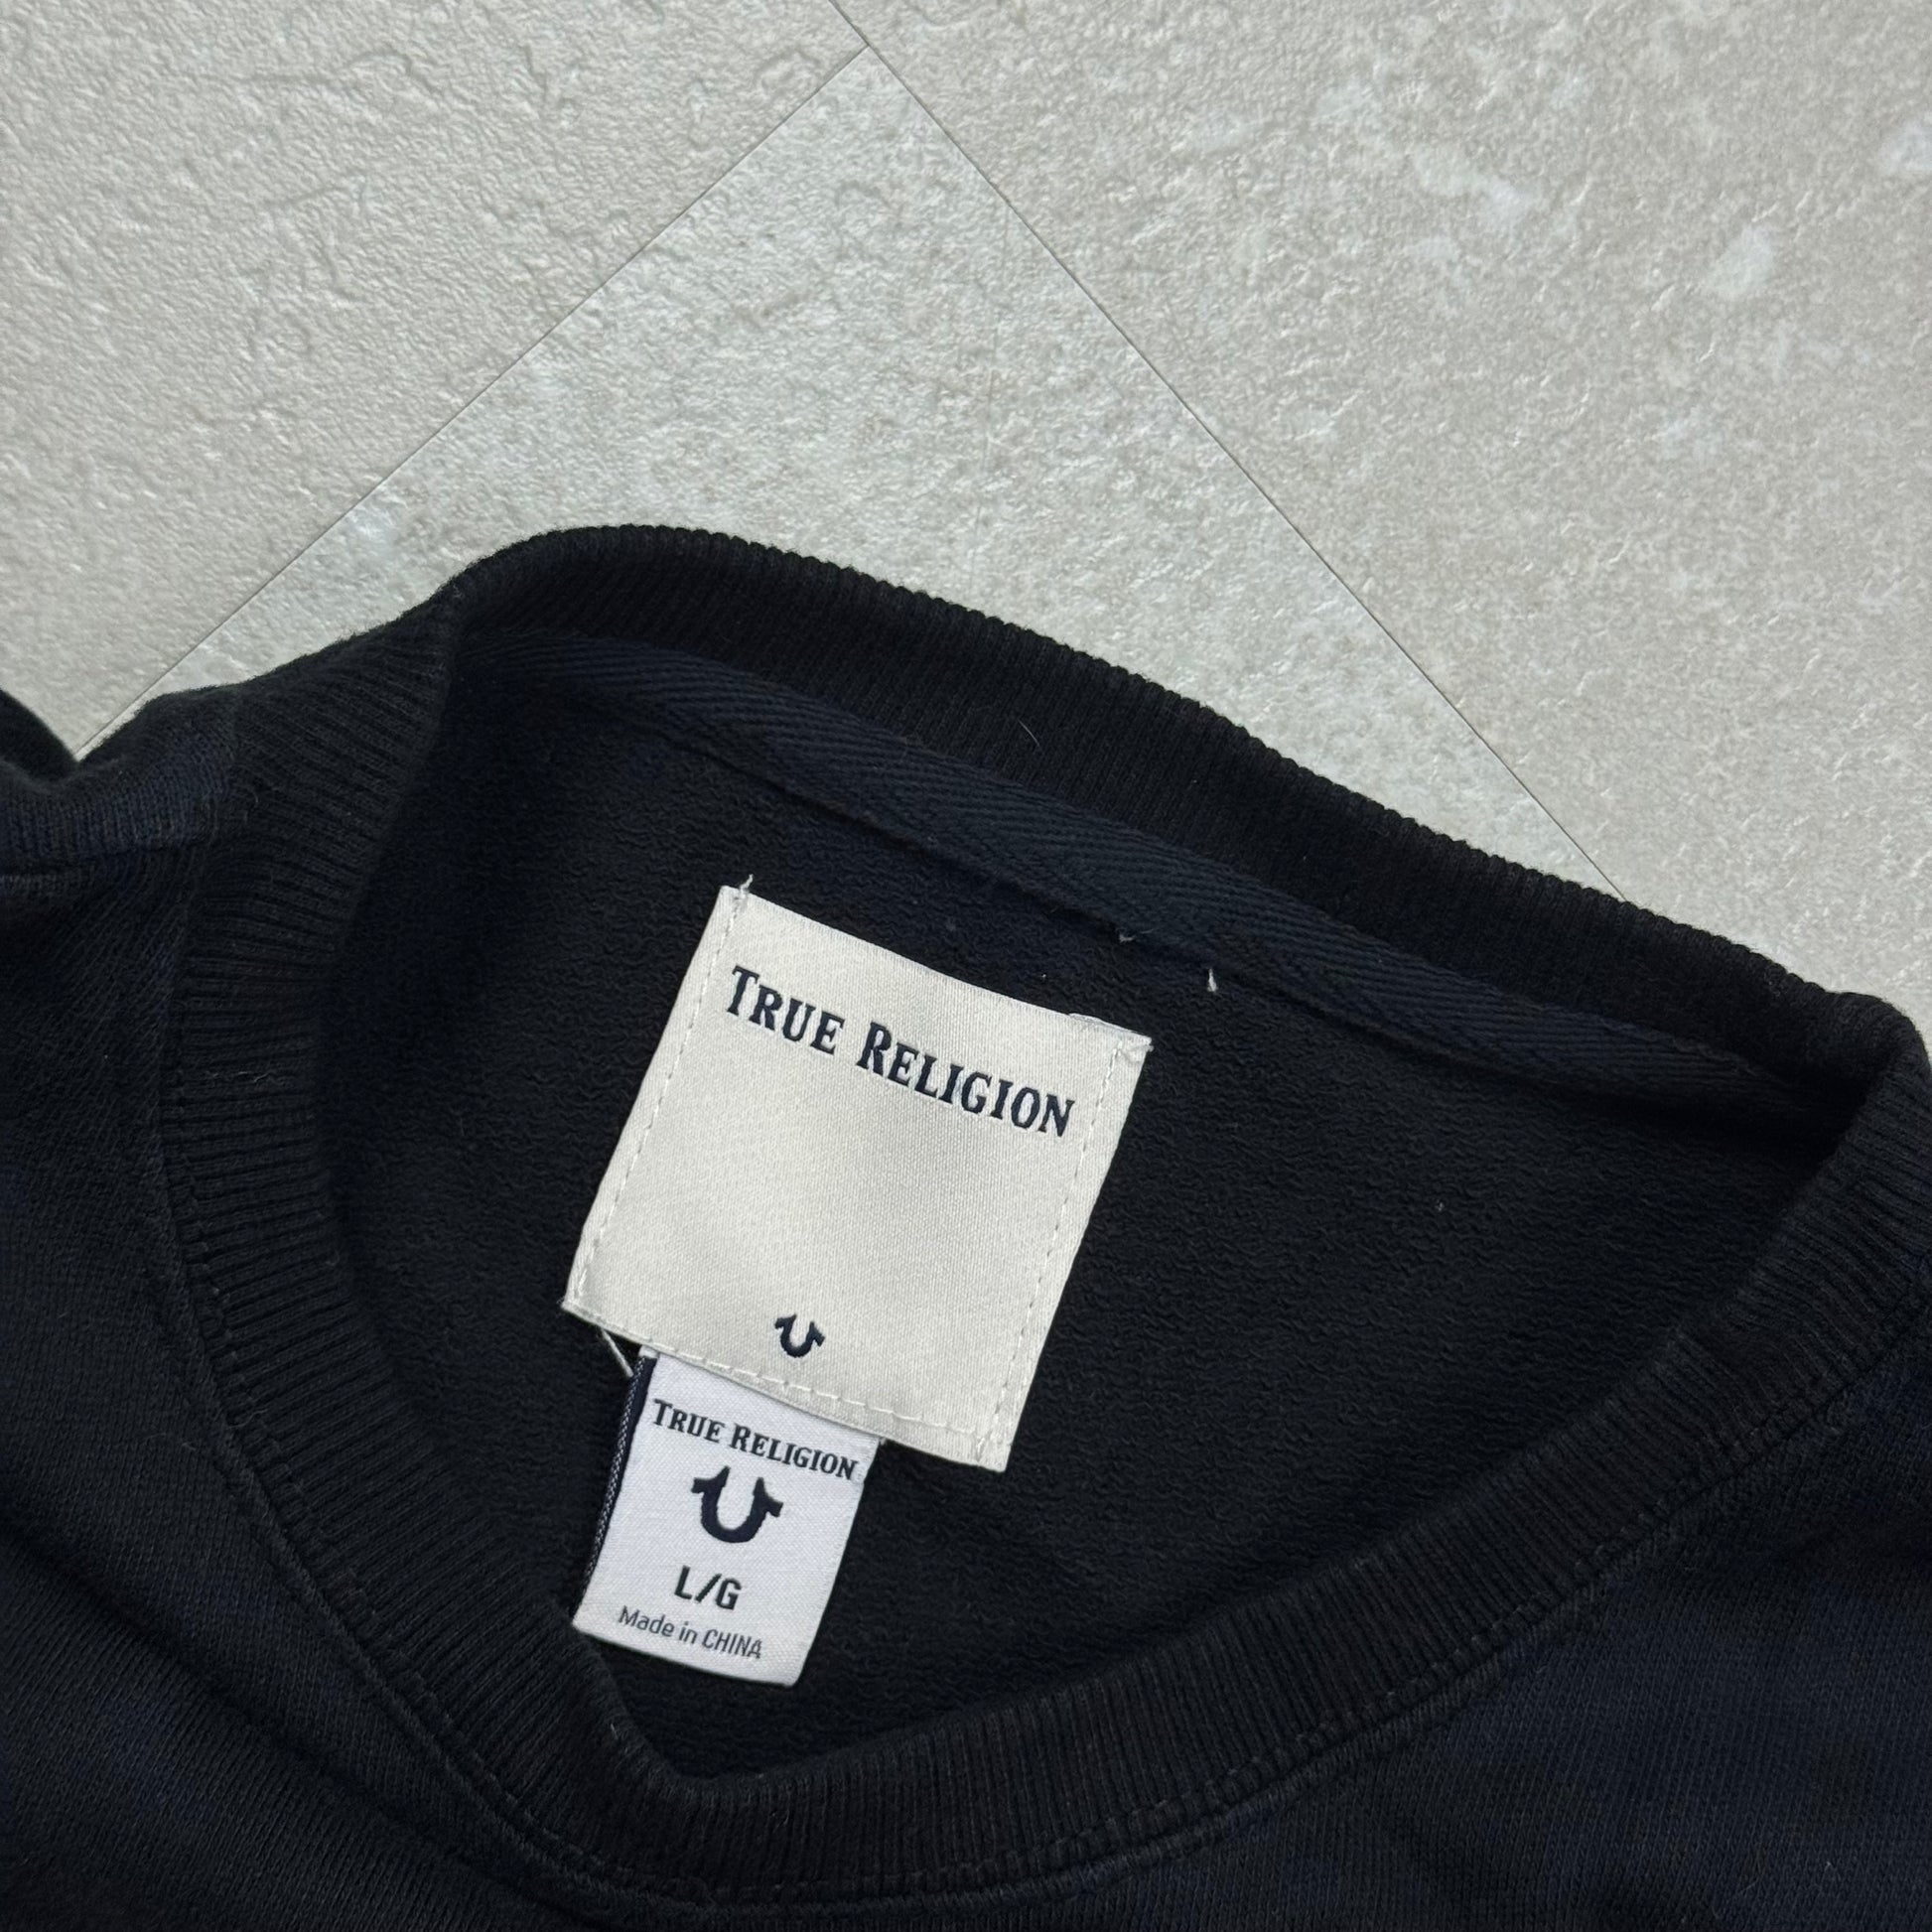 TRUE RELIGION
TRUE RELIGION
L/G
Made in CHINA